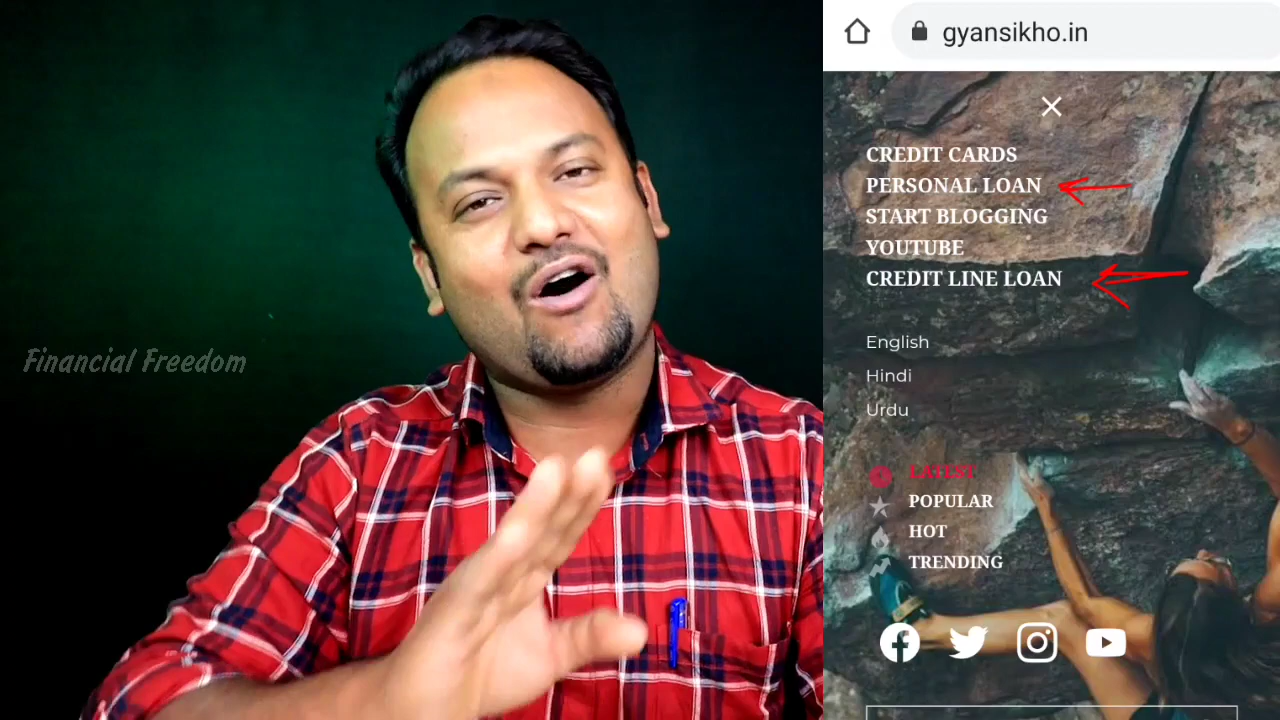 Financial Freedom
gyansikho.in
CREDIT CARDS
PERSONAL LOAN
START BLOGGING
YOUTUBE
CREDIT LINE LOAN
English
Hindi
Urdu
LATEST
POPULAR
HOT
TRENDING